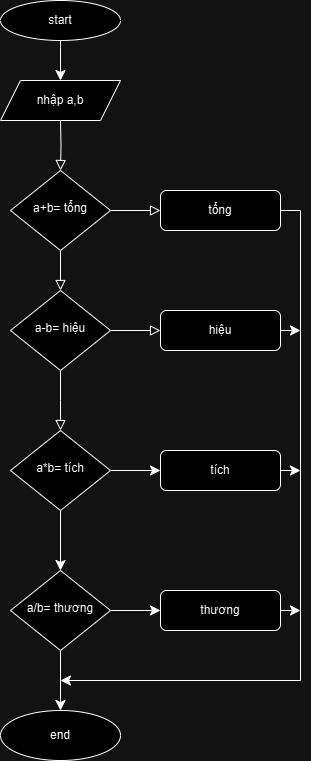 start
nhập a,b
a+b= tổng
tổng
a-b= hiệu
hiệu
a*b= tích
tích
a/b= thương
thương
end